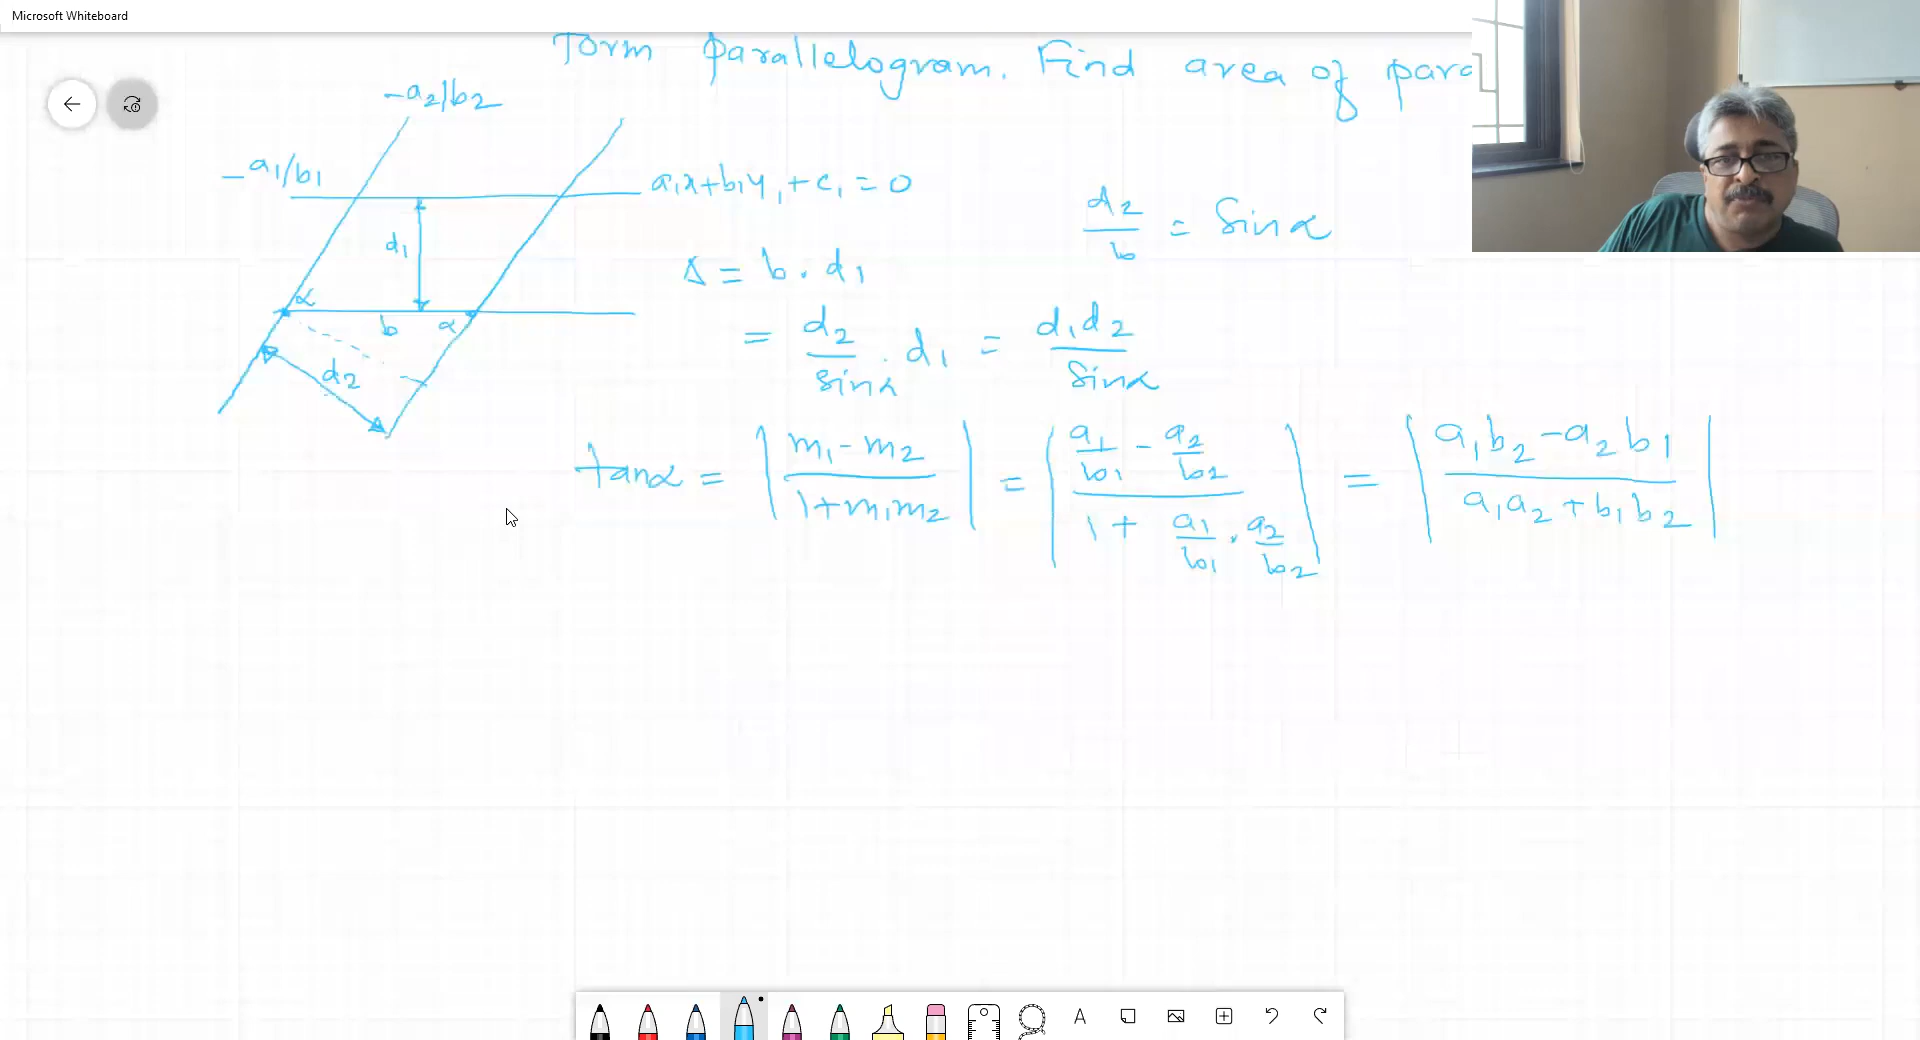 Microsoft Whiteboard
Form parallelogram. Find area of para
-a2/b2
-a1/b1
a1x+b1y1+c1=0
d1
α
b
α
d2
d2/b = Sinα
Δ = b . d1
= d2/sinα . d1 = d1d2/Sinα
tanα = |(m1-m2)/(1+m1m2)| = |(a1/b1 - a2/b2)/(1 + a1/b1 . a2/b2)| = |(a1b2-a2b1)/(a1a2+b1b2)|
A